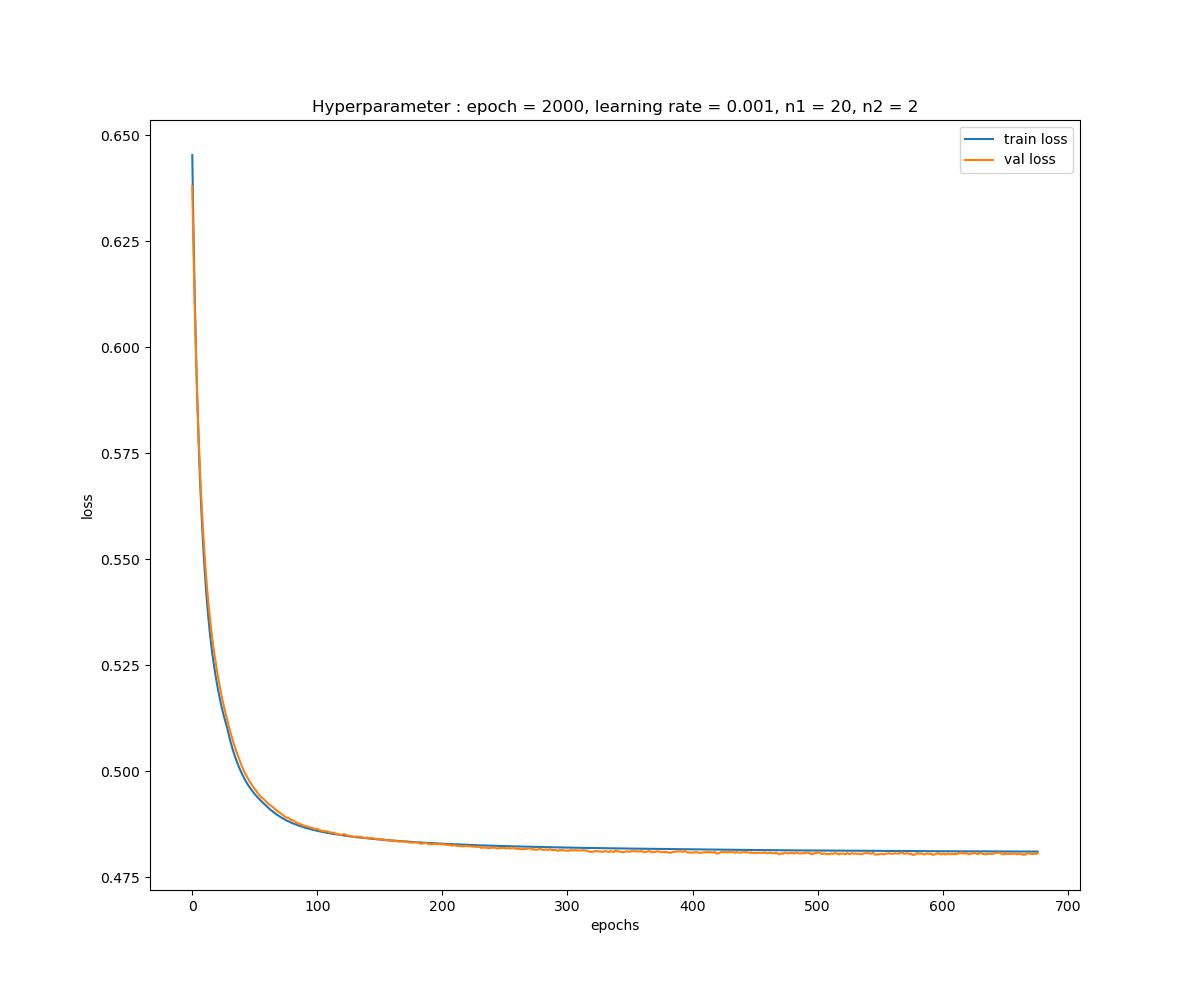 Hyperparameter : epoch = 2000, learning rate = 0.001, n1 = 20, n2 = 2
train loss
val loss
0.650
0.625
0.600
0.575
0.550
0.525
0.500
0.475
loss
0 100 200 300 400 500 600 700
epochs